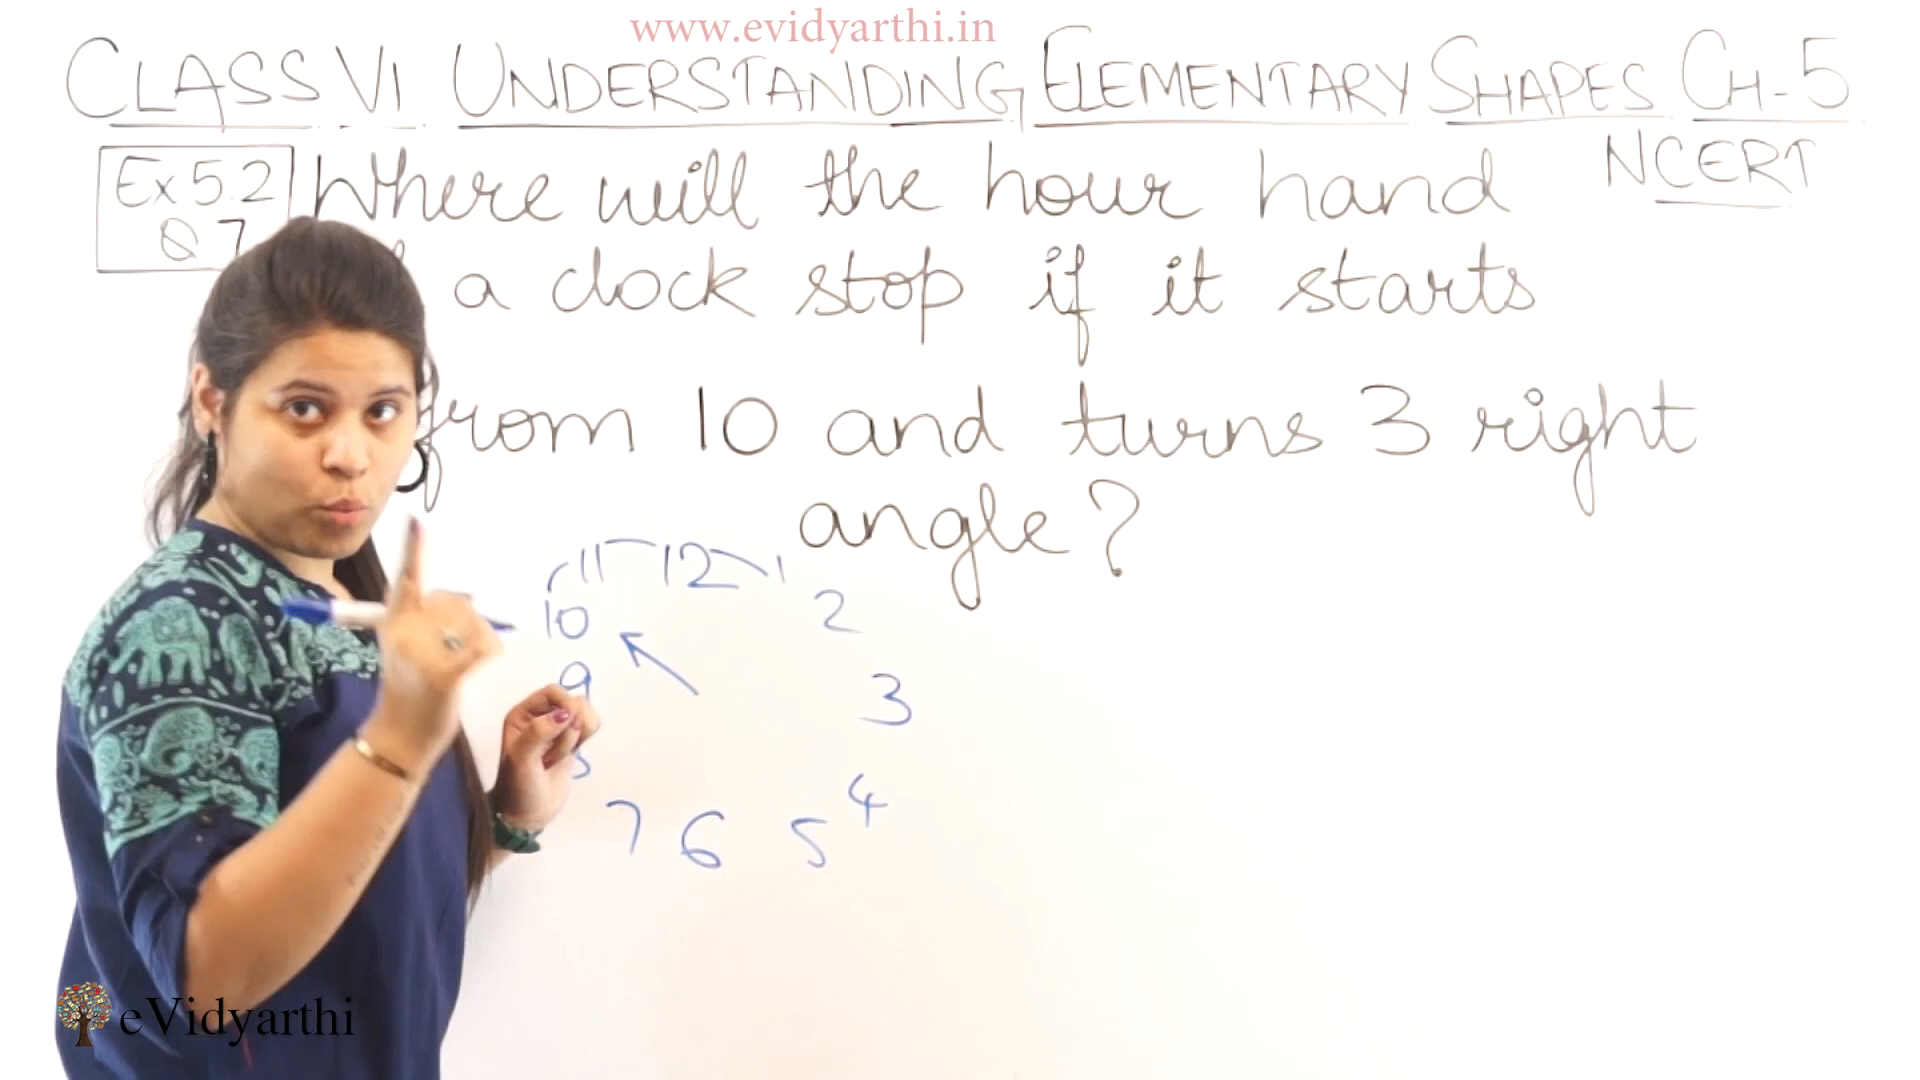 www.evidyarthi.in
CLASS VI UNDERSTANDING ELEMENTARY SHAPES CH-5
NCERT
Ex 5.2
Q 7
Where will the hour hand
a clock stop if it starts
from 10 and turns 3 right
angle?
11 12 1
10 2
9 3
4
7 6 5
eVidyarthi